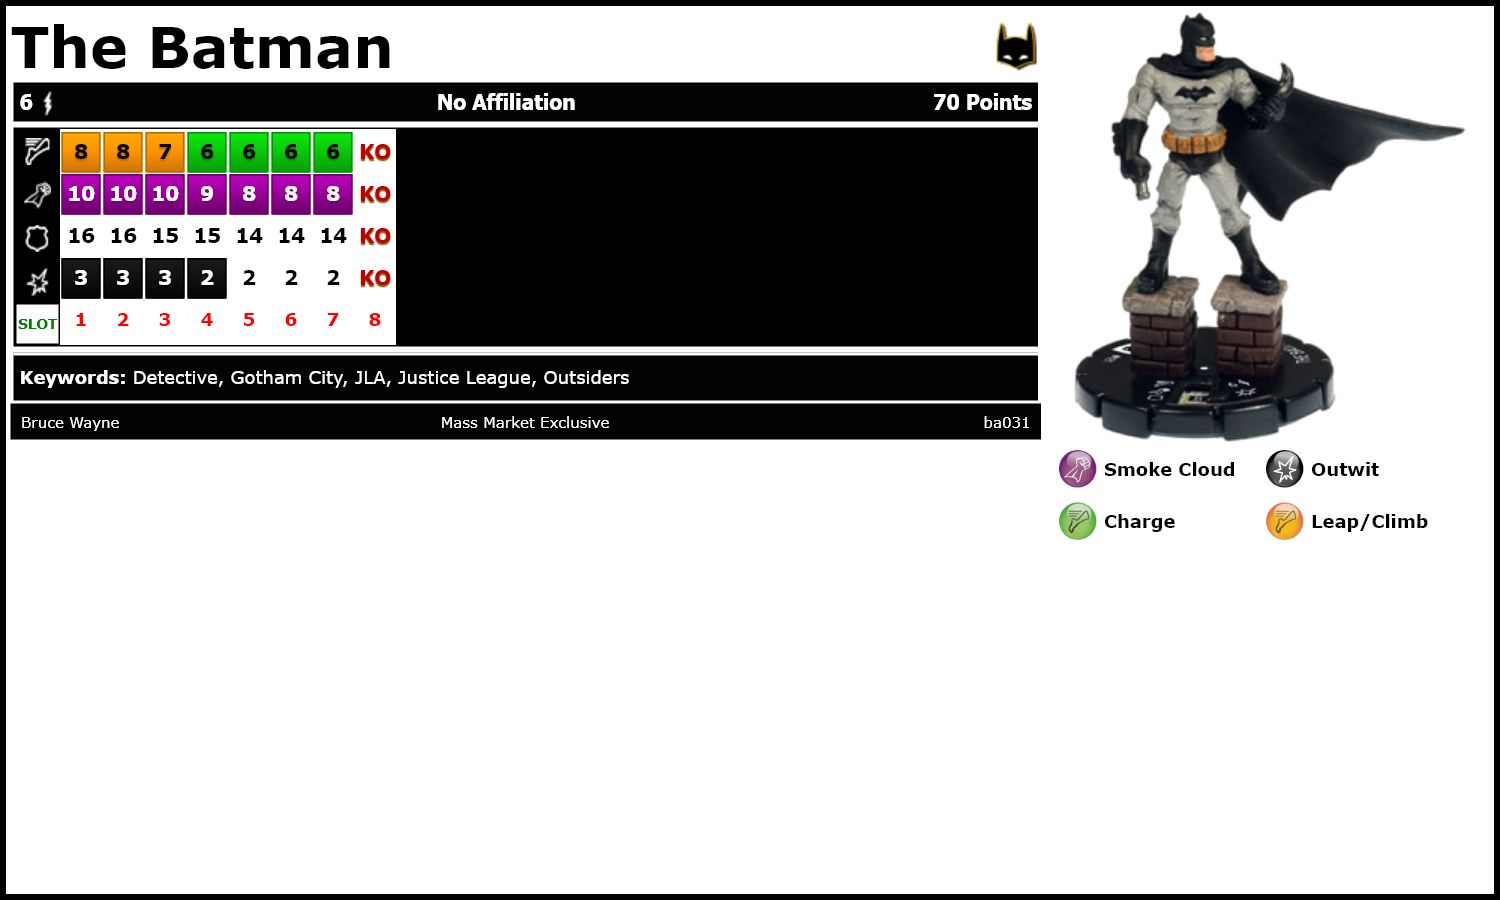 The Batman
6 No Affiliation 70 Points
8 8 7 6 6 6 6 KO
10 10 10 9 8 8 8 KO
16 16 15 15 14 14 14 KO
3 3 3 2 2 2 2 KO
SLOT 1 2 3 4 5 6 7 8
Keywords: Detective, Gotham City, JLA, Justice League, Outsiders
Bruce Wayne Mass Market Exclusive ba031
Smoke Cloud Outwit
Charge Leap/Climb